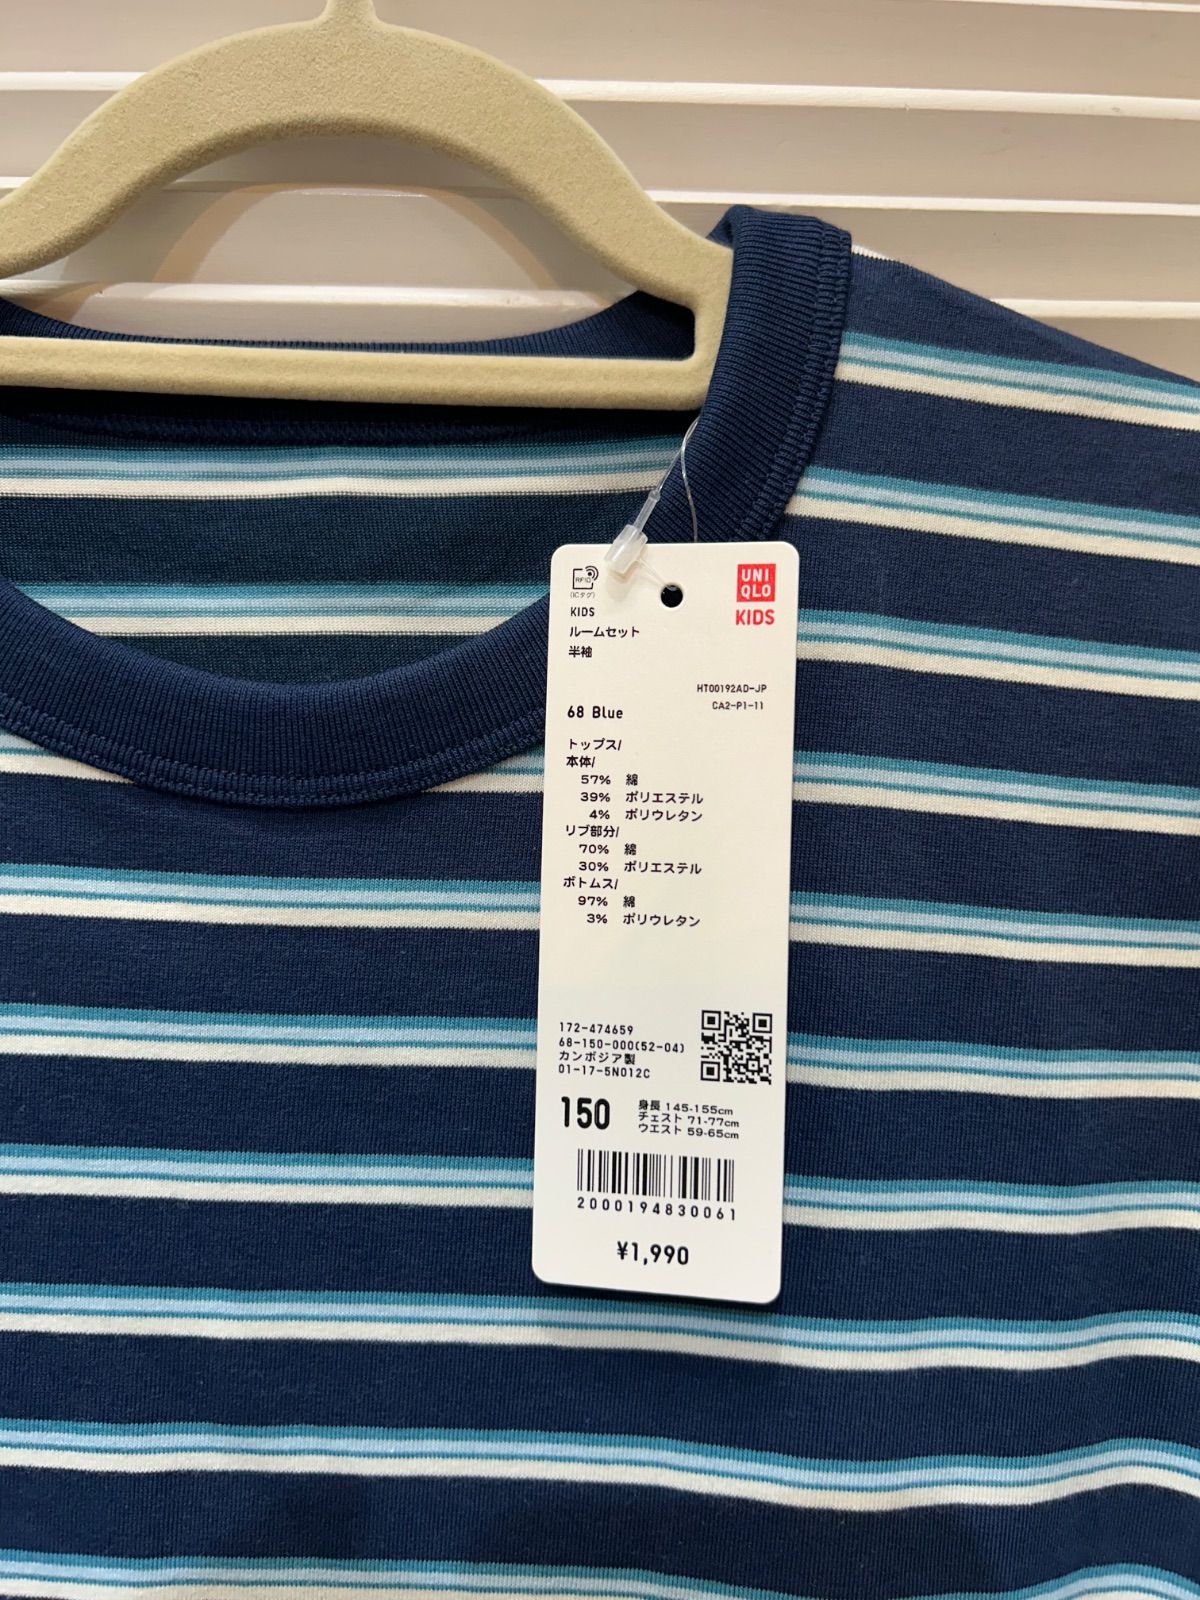 RFID
(ICタグ)
UNI
QLO
KIDS
KIDS
ルームセット
半袖
HT00192AD-JP
CA2-P1-11
68 Blue
トップス/
本体/
57% 綿
39% ポリエステル
4% ポリウレタン
リブ部分/
70% 綿
30% ポリエステル
ボトムス/
97% 綿
3% ポリウレタン
172-474659
68-150-000(52-04)
カンボジア製
01-17-5N012C
150
身長 145-155cm
チェスト 71-77cm
ウエスト 59-65cm
2000194830061
¥1,990